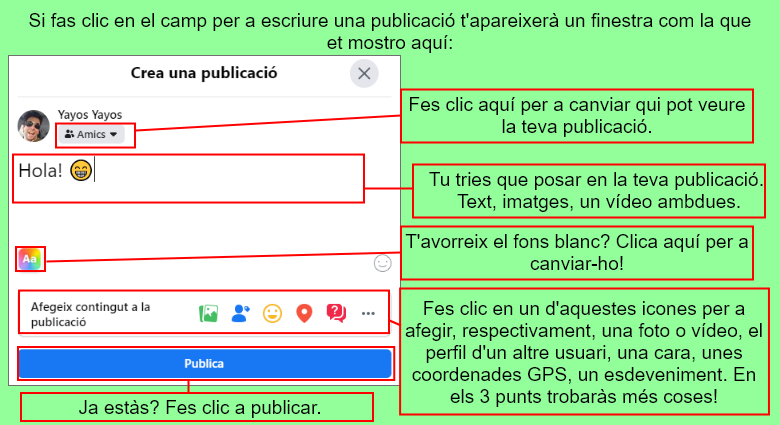 Si fas clic en el camp per a escriure una publicació t'apareixerà un finestra com la que
et mostro aquí:
Crea una publicació
Yayos Yayos
Amics
Hola! 😁
Aa
Afegeix contingut a la
publicació
Publica
Fes clic aquí per a canviar qui pot veure
la teva publicació.
Tu tries que posar en la teva publicació.
Text, imatges, un vídeo ambdues.
T'avorreix el fons blanc? Clica aquí per a
canviar-ho!
Fes clic en un d'aquestes icones per a
afegir, respectivament, una foto o vídeo, el
perfil d'un altre usuari, una cara, unes
coordenades GPS, un esdeveniment. En
els 3 punts trobaràs més coses!
Ja estàs? Fes clic a publicar.